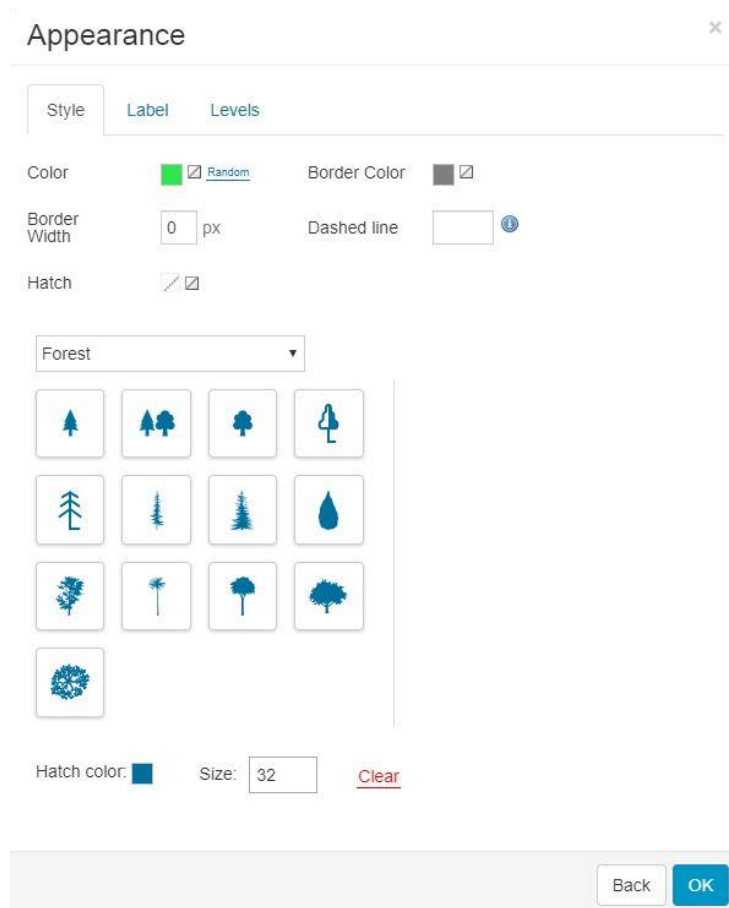 Appearance
×
Style Label Levels
Color Random Border Color
Border Width 0 px Dashed line
Hatch
Forest
Hatch color: Size: 32 Clear
Back OK